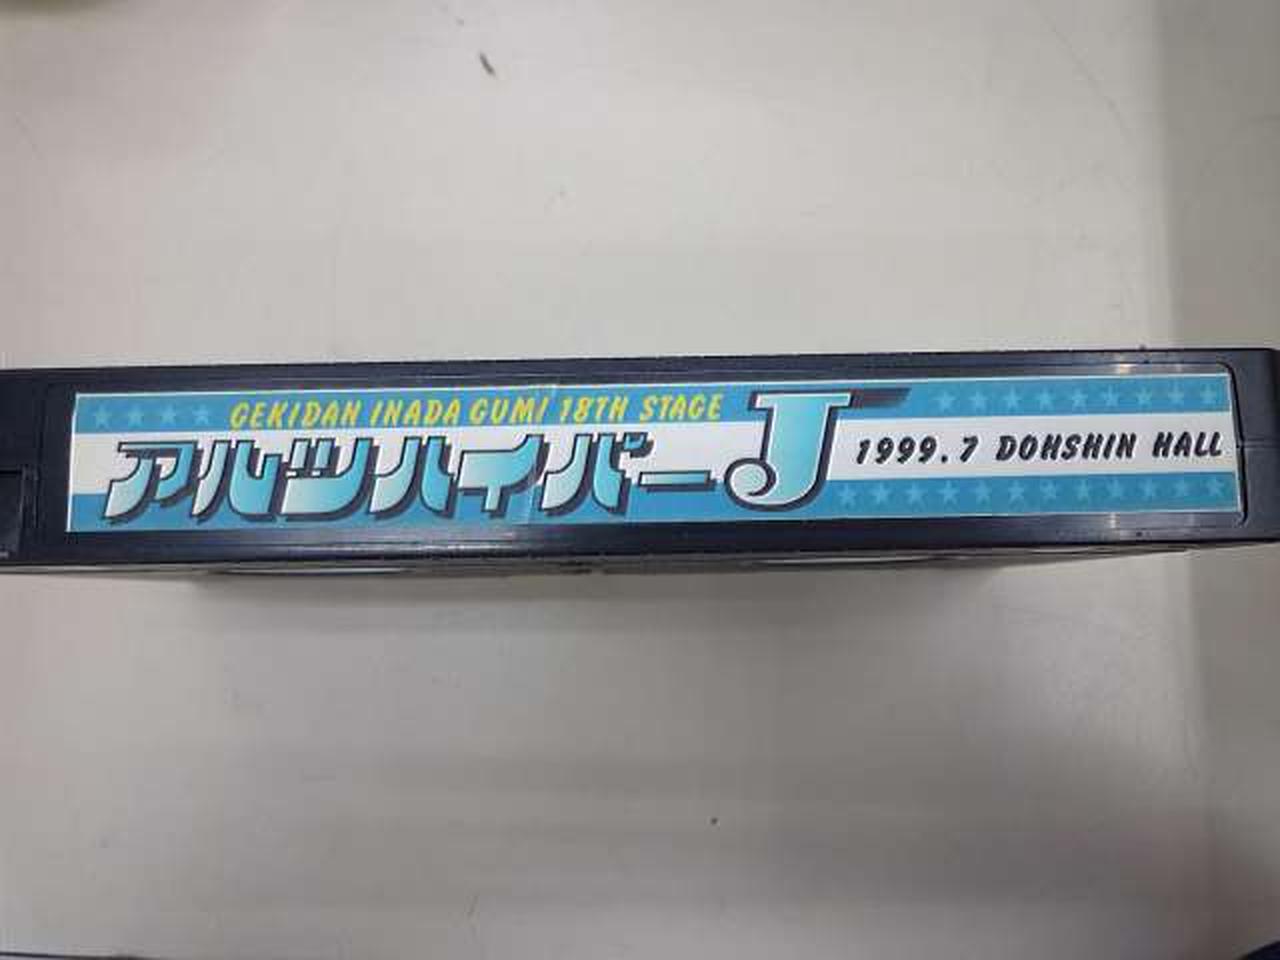 GEKIDAN INADA GUMI 18TH STAGE
アルツハイバーJ
1999.7 DOHSHIN HALL